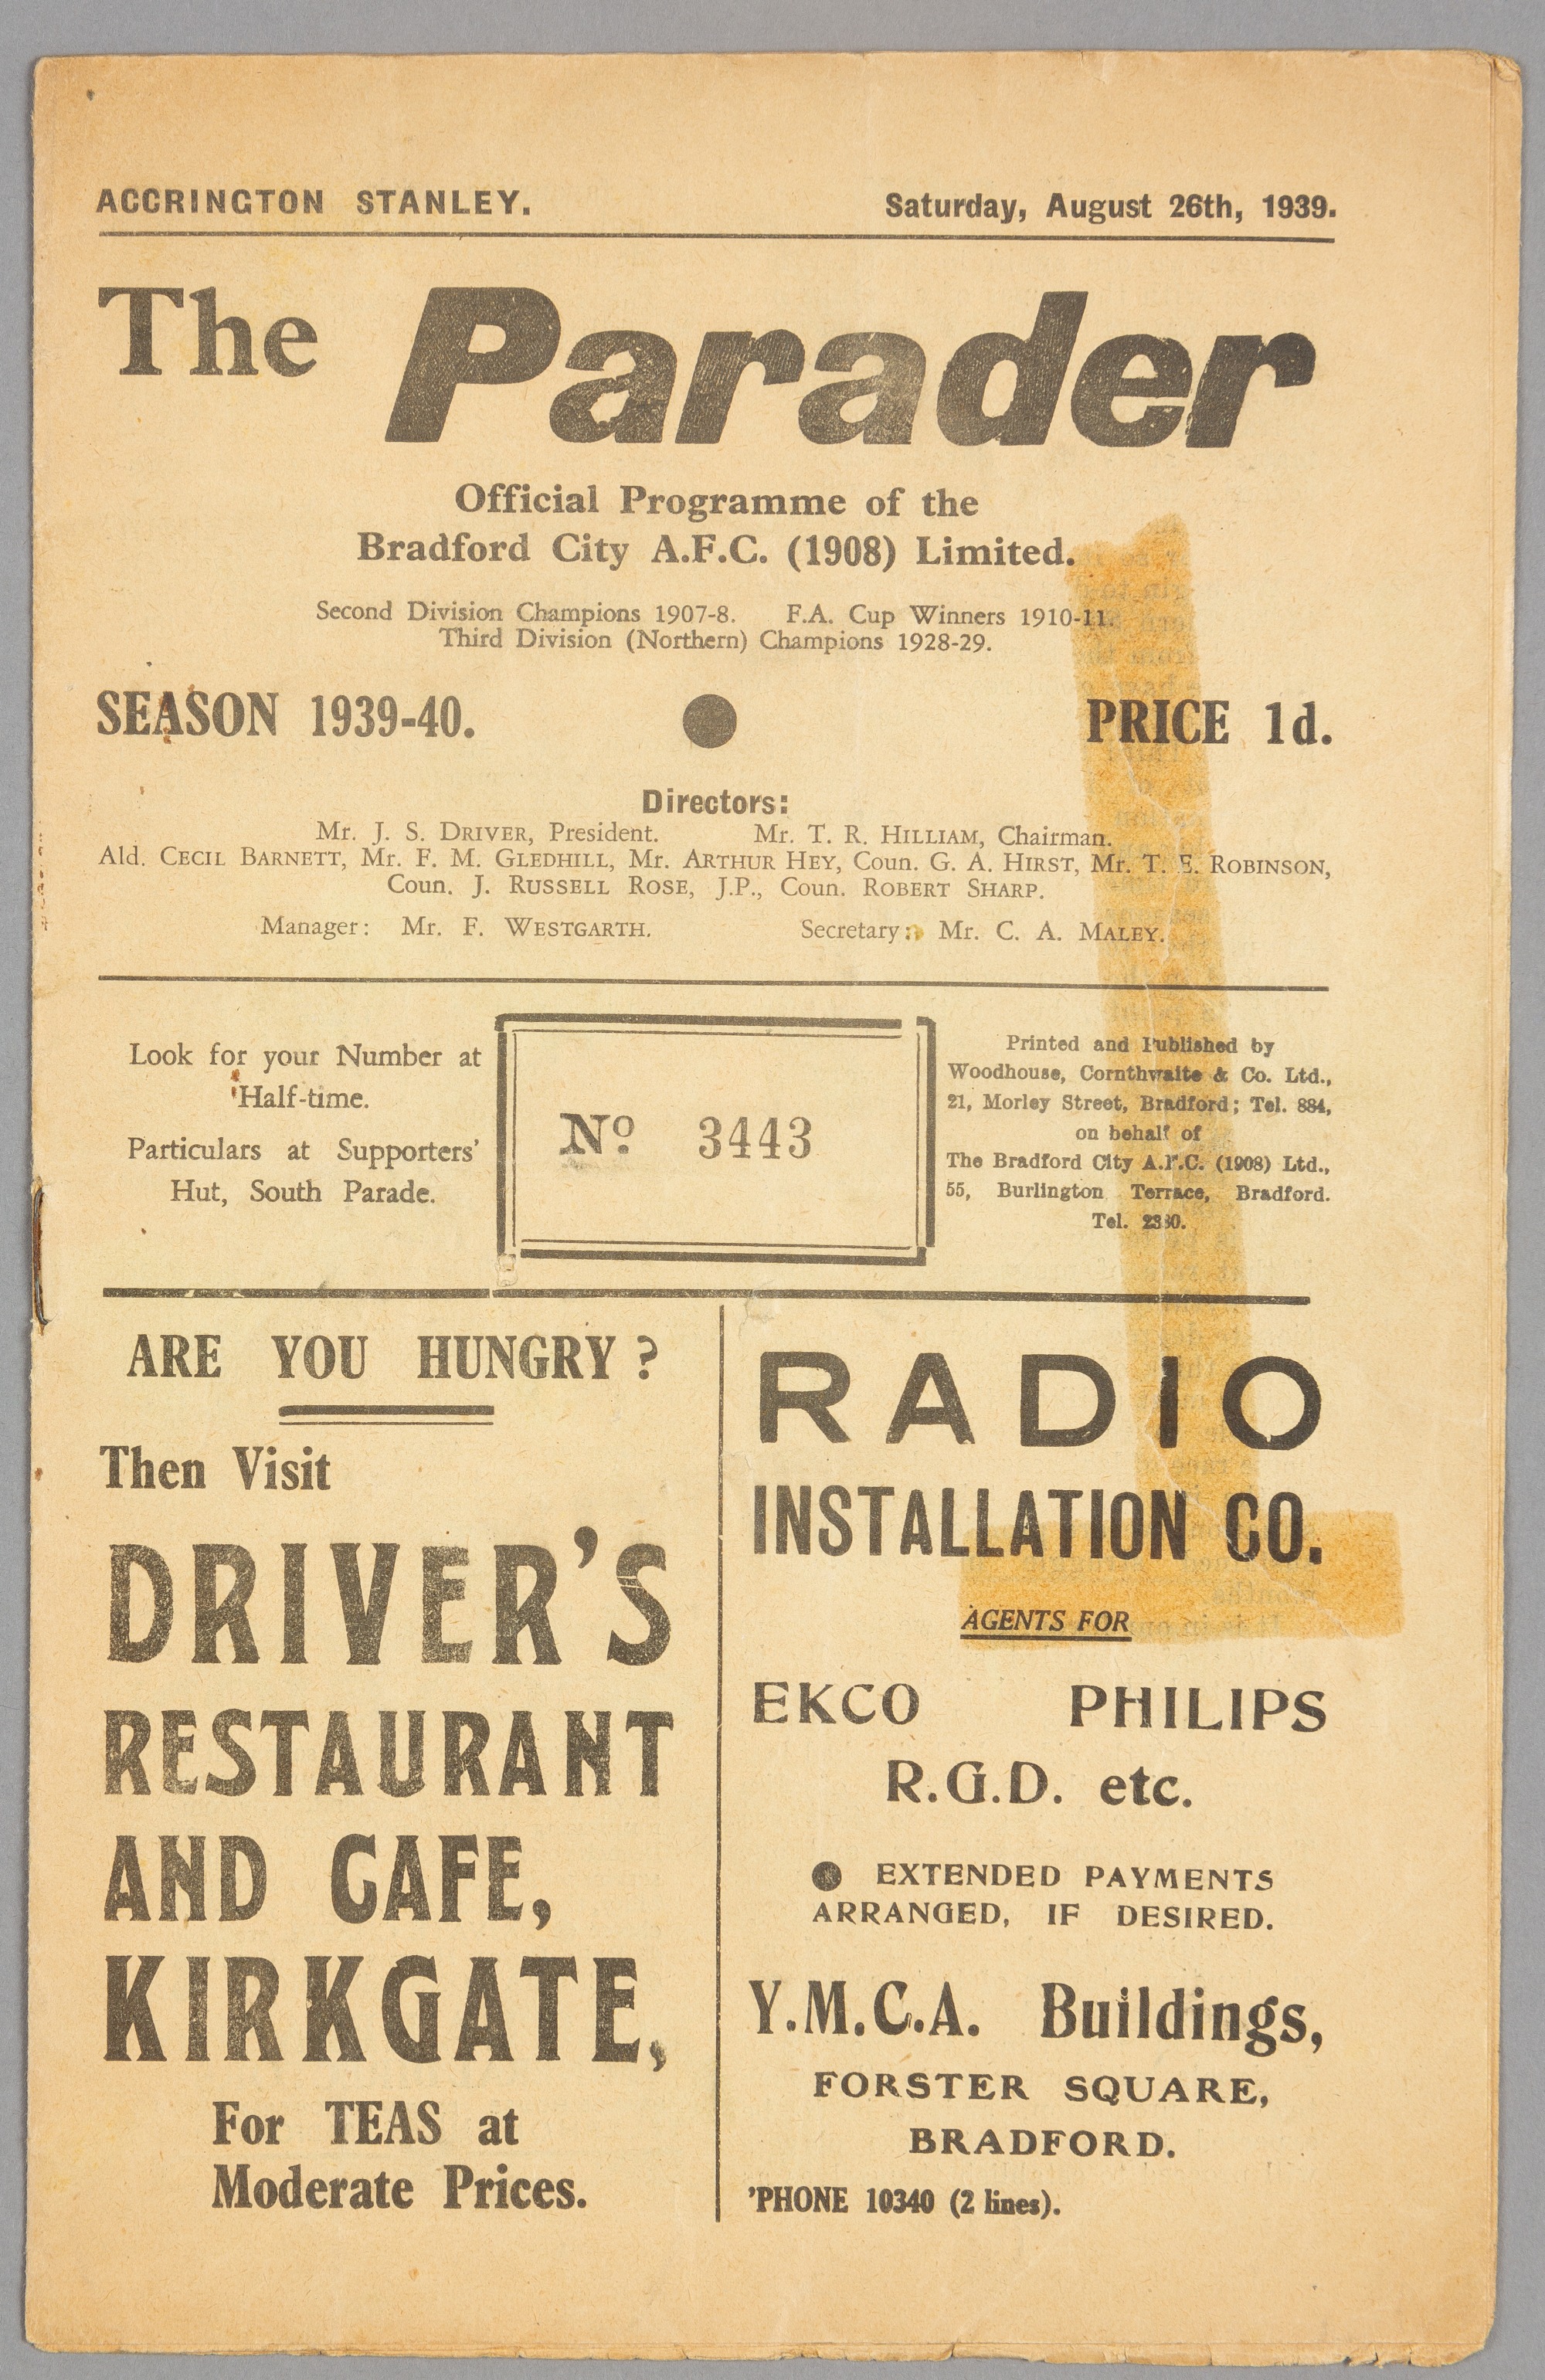 ACCRINGTON STANLEY. Saturday, August 26th, 1939.
The Parader
Official Programme of the
Bradford City A.F.C. (1908) Limited.
Second Division Champions 1907-8. F.A. Cup Winners 1910-11.
Third Division (Northern) Champions 1928-29.
SEASON 1939-40. PRICE 1d.
Directors:
Mr. J. S. DRIVER, President. Mr. T. R. HILLIAM, Chairman.
Ald. CECIL BARNETT, Mr. F. M. GLEDHILL, Mr. ARTHUR HEY, Coun. G. A. HIRST, Mr. T. E. ROBINSON,
Coun. J. RUSSELL ROSE, J.P., Coun. ROBERT SHARP.
Manager: Mr. F. WESTGARTH. Secretary: Mr. C. A. MALEY.
Look for your Number at
Half-time.
Particulars at Supporters'
Hut, South Parade.
No. 3443
Printed and Published by
Woodhouse, Cornthwaite & Co. Ltd.,
21, Morley Street, Bradford; Tel. 884,
on behalf of
The Bradford City A.F.C. (1908) Ltd.,
55, Burlington Terrace, Bradford.
Tel.
ARE YOU HUNGRY?
Then Visit
DRIVER'S
RESTAURANT
AND CAFE,
KIRKGATE,
For TEAS at
Moderate Prices.
RADIO
INSTALLATION CO.
AGENTS FOR
EKCO PHILIPS
R.G.D. etc.
● EXTENDED PAYMENTS
ARRANGED, IF DESIRED.
Y.M.C.A. Buildings,
FORSTER SQUARE,
BRADFORD.
'PHONE 10340 (2 lines).